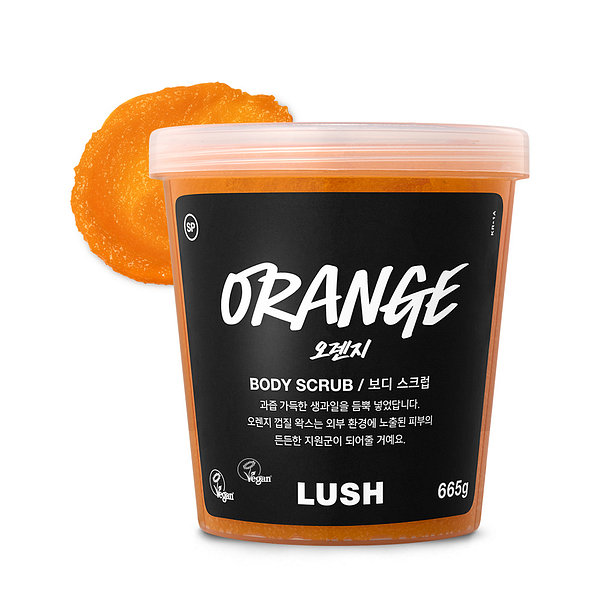 SP
KR-1A
ORANGE
오렌지
BODY SCRUB / 보디 스크럽
과즙 가득한 생과일을 듬뿍 넣었답니다.
오렌지 껍질 왁스는 외부 환경에 노출된 피부의
든든한 지원군이 되어줄 거예요.
Vegan
Vegan
LUSH
665g